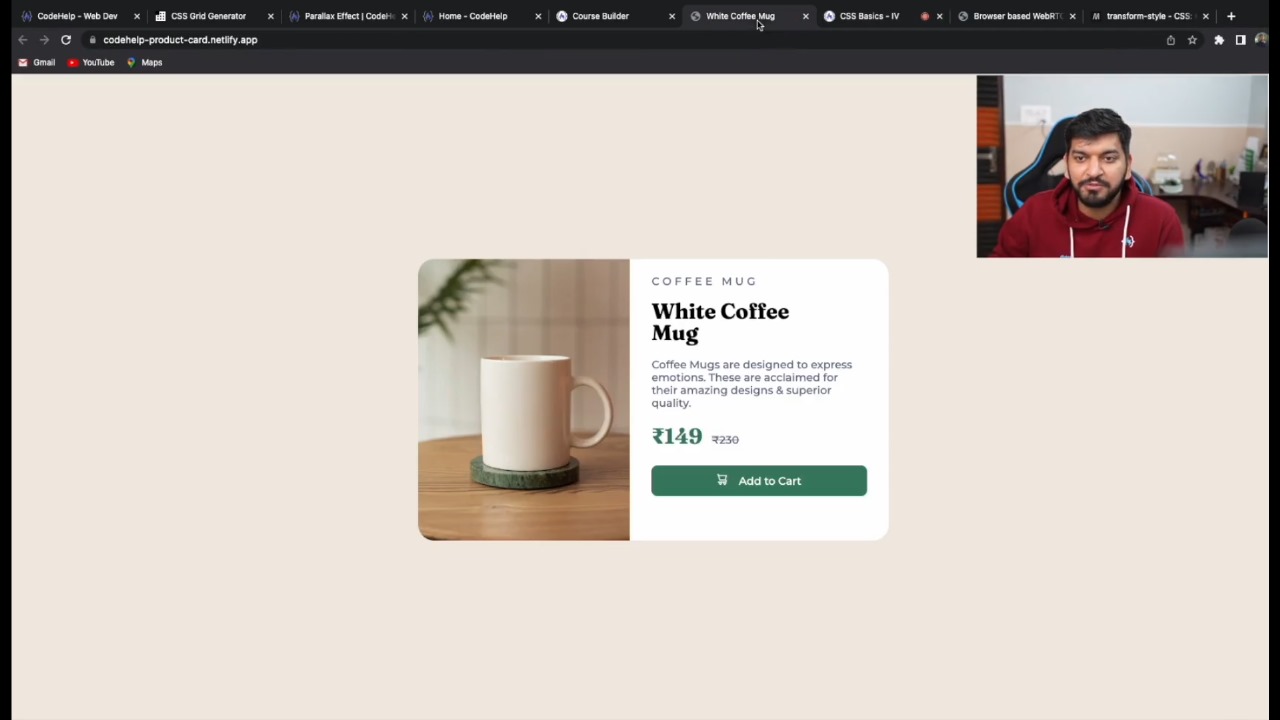 CodeHelp - Web Dev
CSS Grid Generator
Parallax Effect | CodeH
Home - CodeHelp
Course Builder
White Coffee Mug
CSS Basics - IV
Browser based WebRT
transform-style - CSS:
codehelp-product-card.netlify.app
Gmail
YouTube
Maps
COFFEE MUG
White Coffee
Mug
Coffee Mugs are designed to express
emotions. These are acclaimed for
their amazing designs & superior
quality.
₹149 ₹230
Add to Cart